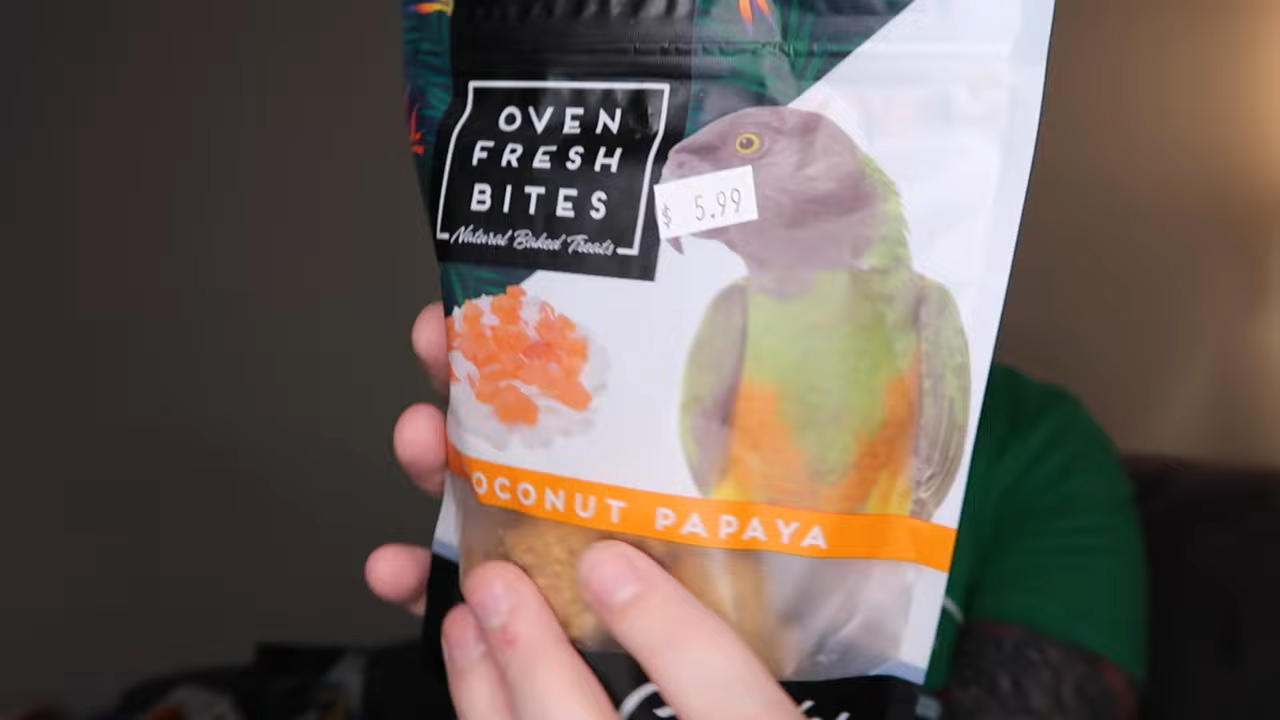 OVEN
FRESH
BITES
Natural Baked Treats
$ 5.99
OCONUT PAPAYA